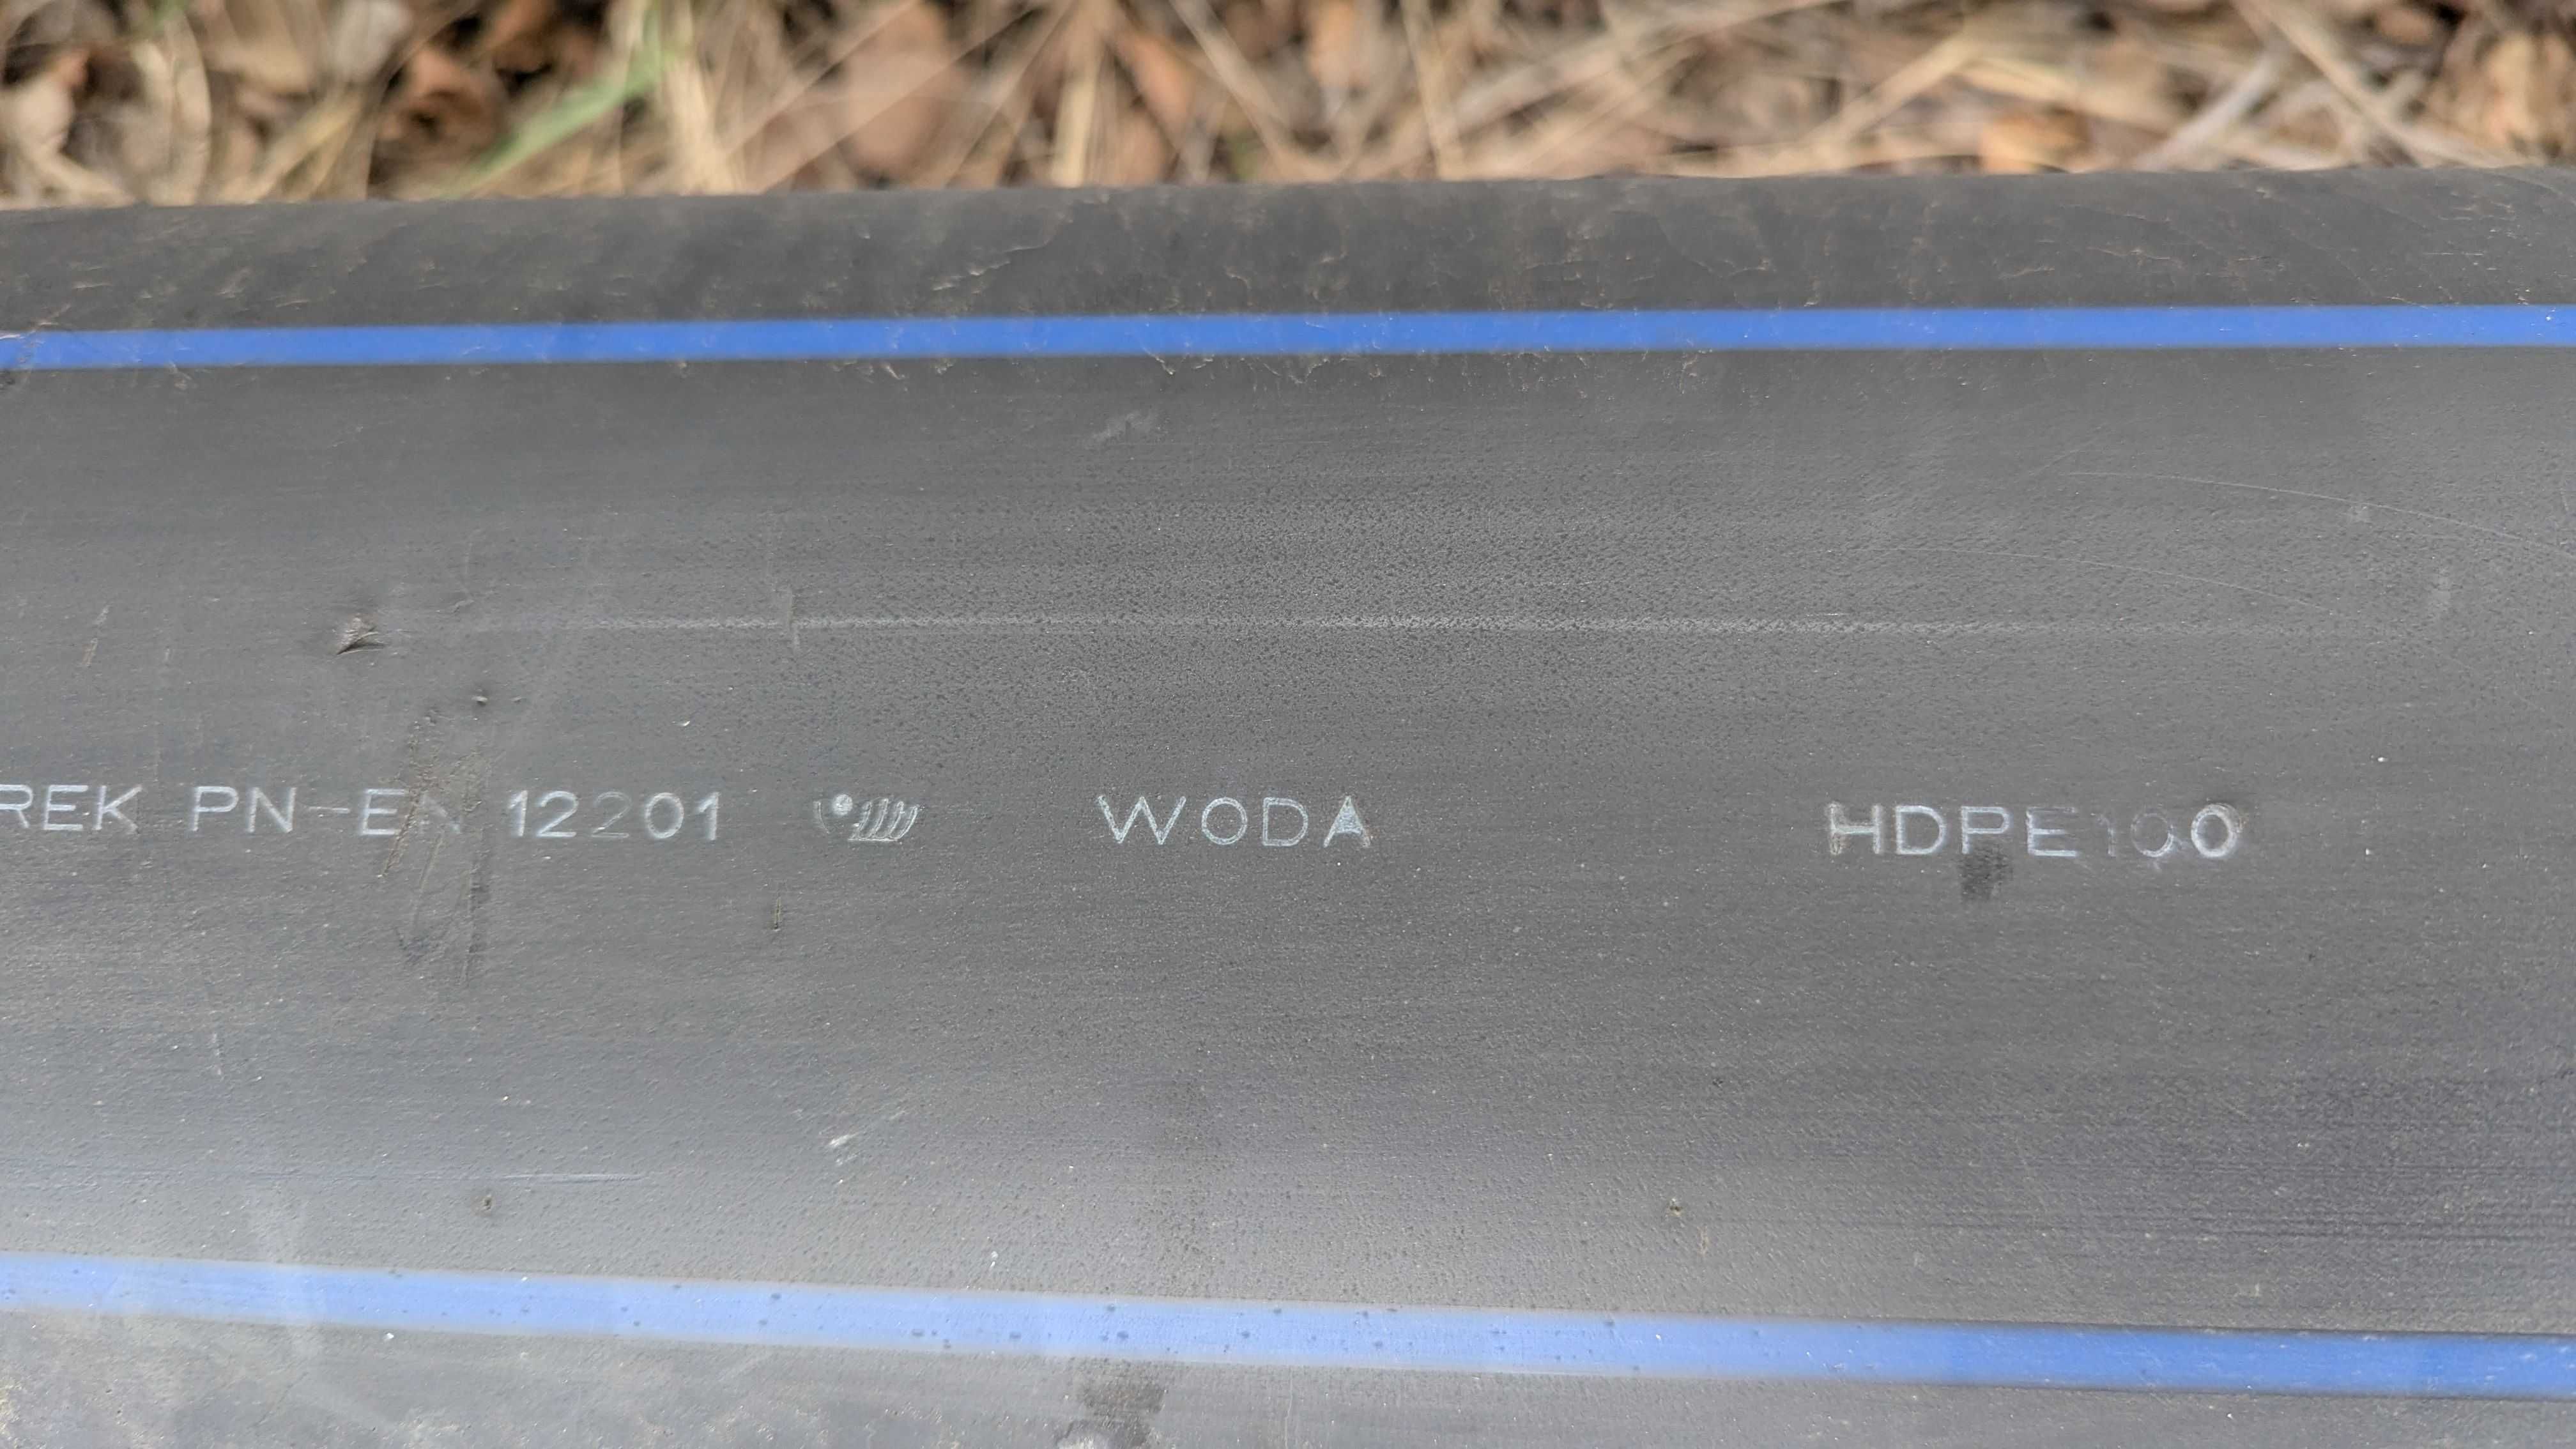 REK PN-EN 12201 WODA HDPE100